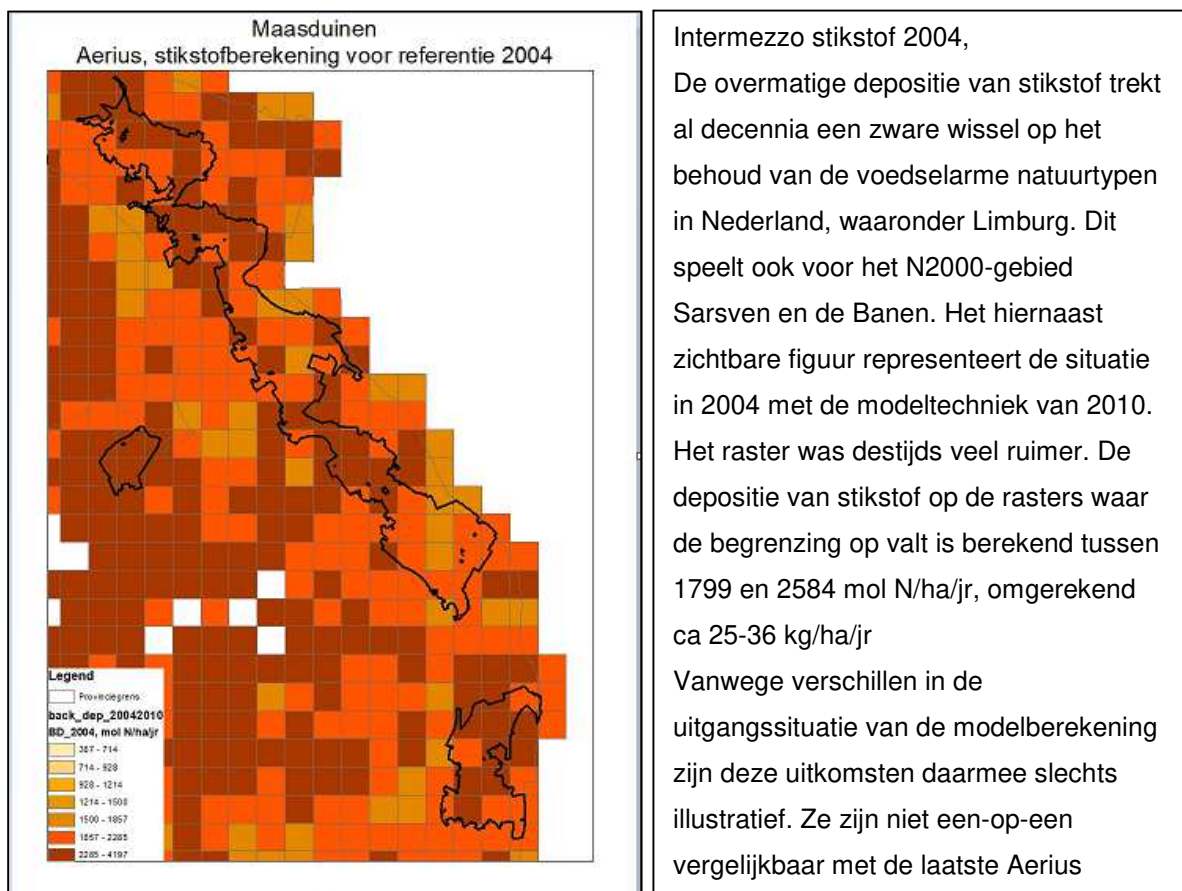 Maasduinen
Aerius, stikstofberekening voor referentie 2004
Legend
Provinciegrens
back_dep_20042010
BD_2004, mol N/ha/jr
387 - 714
714 - 928
928 - 1214
1214 - 1500
1500 - 1857
1857 - 2285
2285 - 4197
Intermezzo stikstof 2004,
De overmatige depositie van stikstof trekt
al decennia een zware wissel op het
behoud van de voedselarme natuurtypen
in Nederland, waaronder Limburg. Dit
speelt ook voor het N2000-gebied
Sarsven en de Banen. Het hiernaast
zichtbare figuur representeert de situatie
in 2004 met de modeltechniek van 2010.
Het raster was destijds veel ruimer. De
depositie van stikstof op de rasters waar
de begrenzing op valt is berekend tussen
1799 en 2584 mol N/ha/jr, omgerekend
ca 25-36 kg/ha/jr
Vanwege verschillen in de
uitgangssituatie van de modelberekening
zijn deze uitkomsten daarmee slechts
illustratief. Ze zijn niet een-op-een
vergelijkbaar met de laatste Aerius